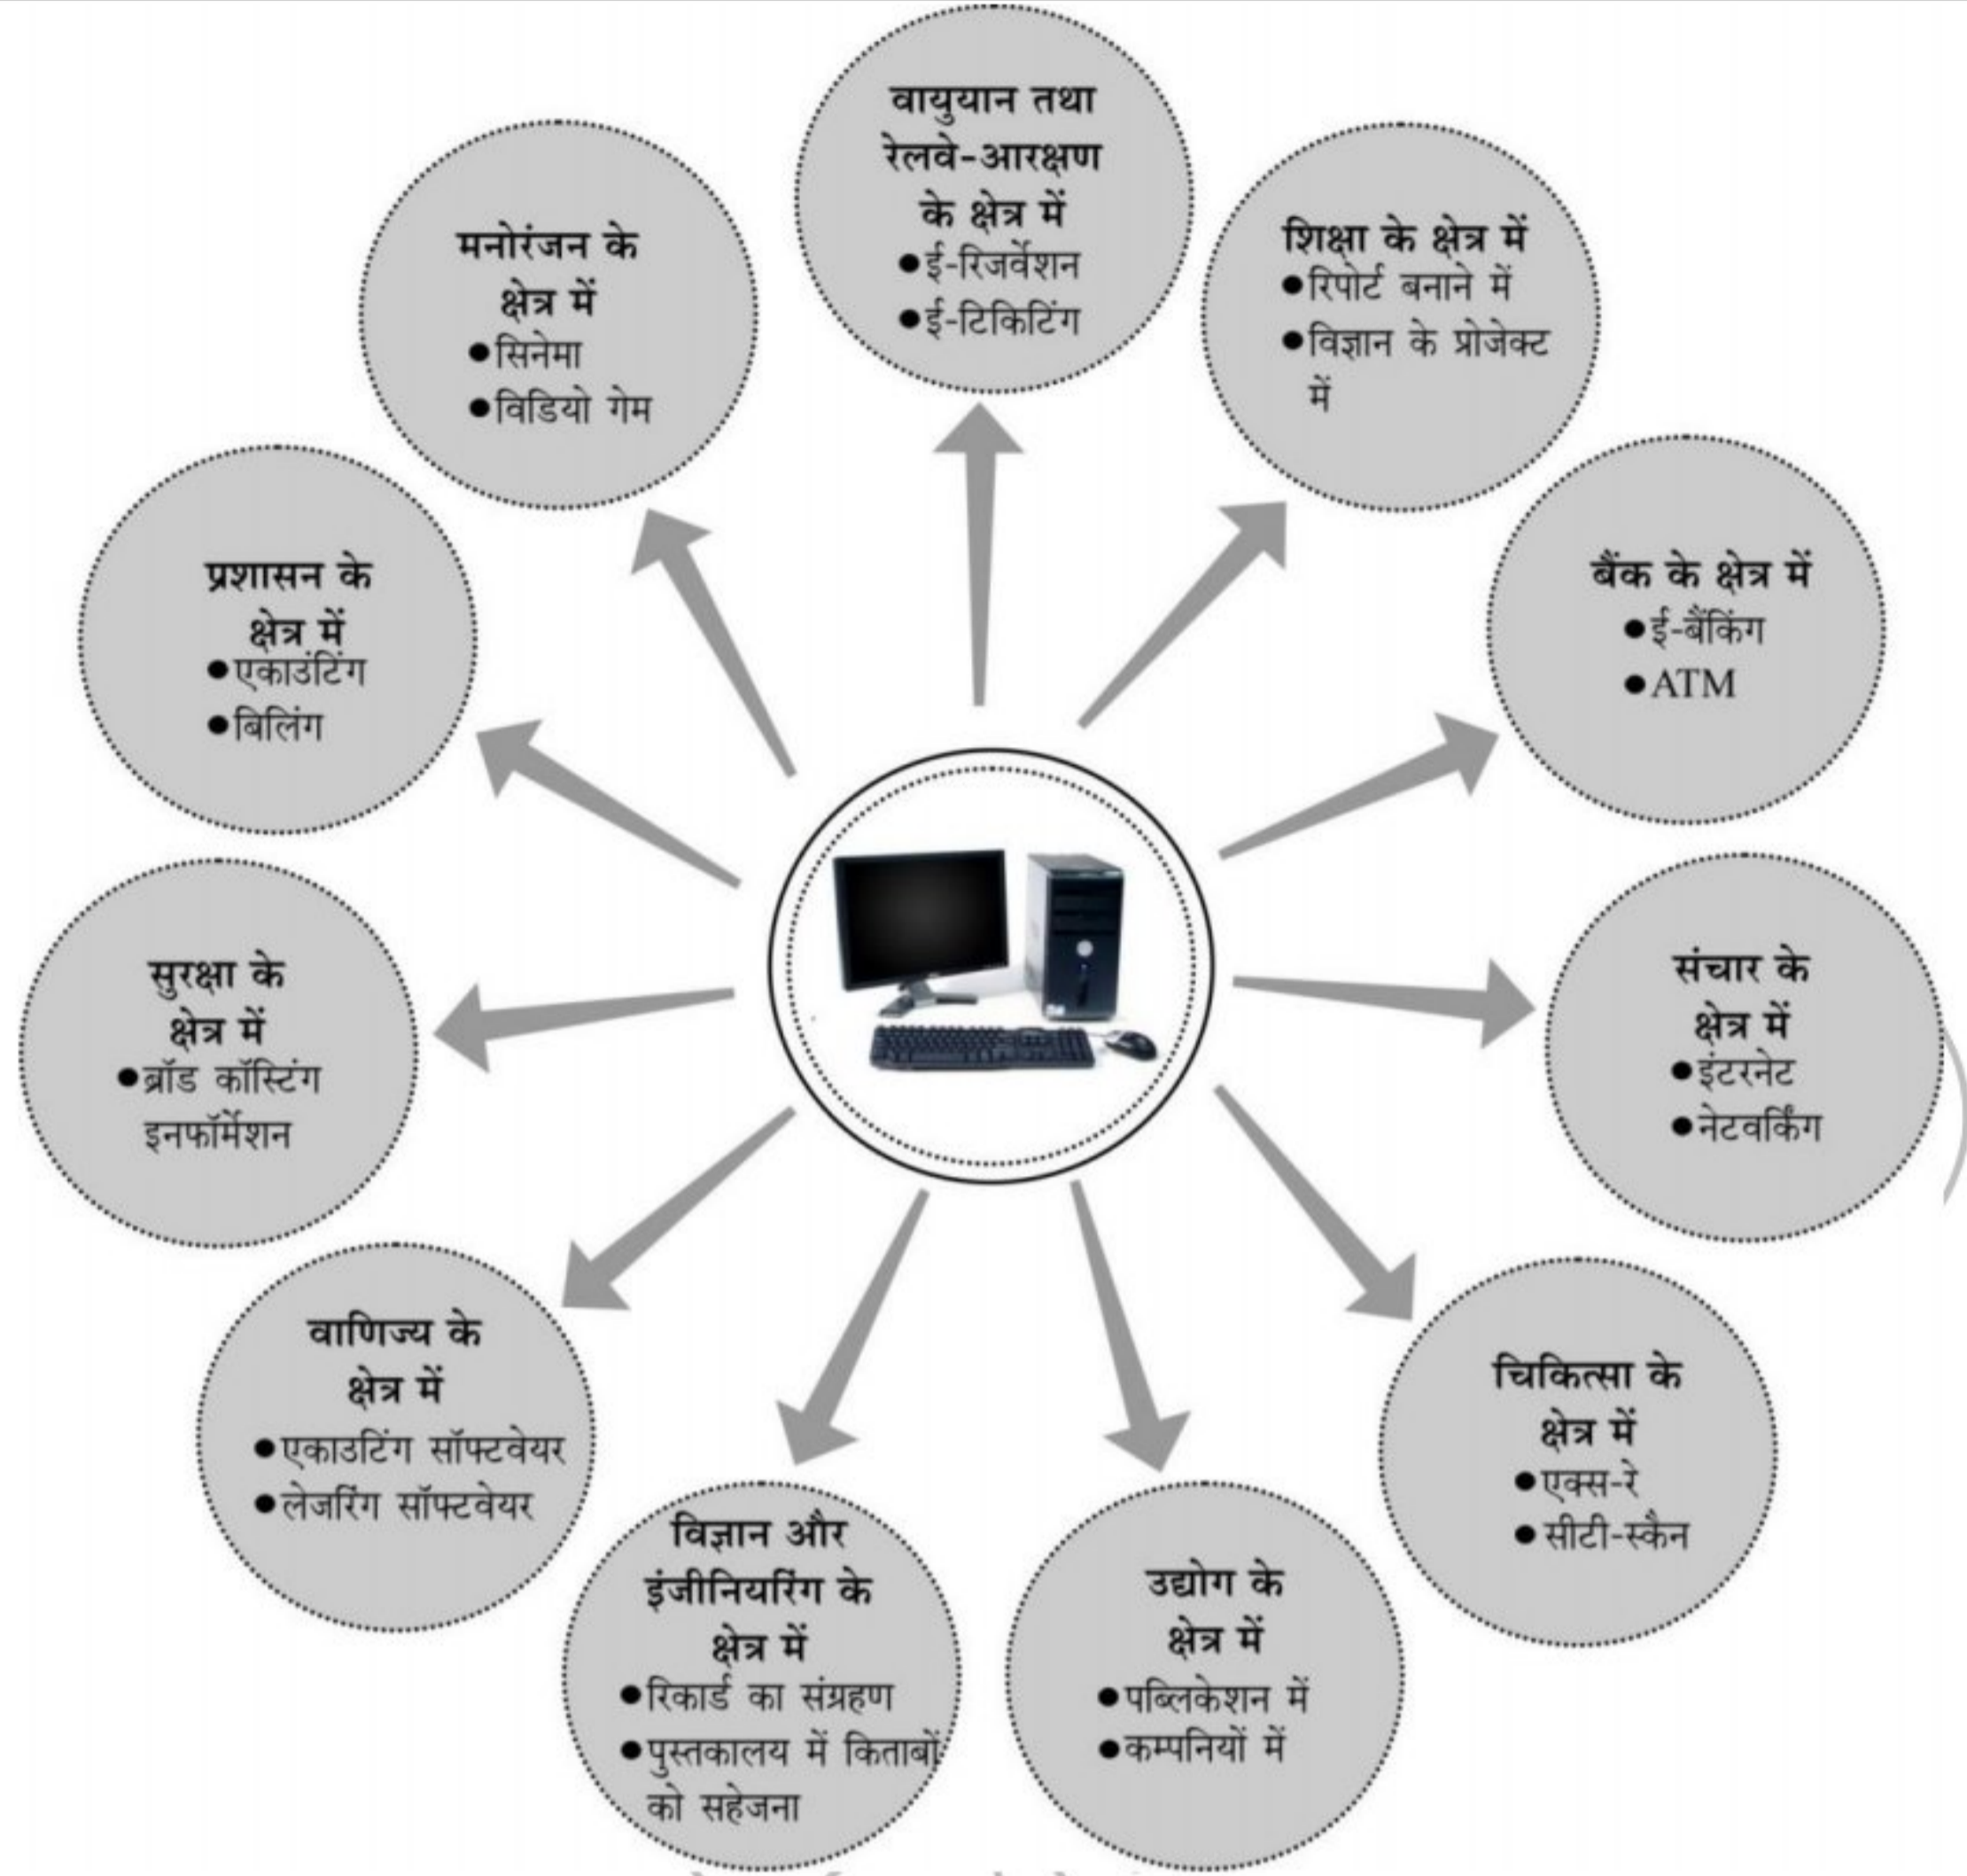 वायुयान तथा
रेलवे-आरक्षण
के क्षेत्र में
●ई-रिजर्वेशन
●ई-टिकिटिंग
शिक्षा के क्षेत्र में
●रिपोर्ट बनाने में
●विज्ञान के प्रोजेक्ट
में
बैंक के क्षेत्र में
●ई-बैंकिंग
●ATM
संचार के
क्षेत्र में
●इंटरनेट
●नेटवर्किंग
चिकित्सा के
क्षेत्र में
●एक्स-रे
●सीटी-स्कैन
उद्योग के
क्षेत्र में
●पब्लिकेशन में
●कम्पनियों में
विज्ञान और
इंजीनियरिंग के
क्षेत्र में
●रिकार्ड का संग्रहण
●पुस्तकालय में किताबों
को सहेजना
वाणिज्य के
क्षेत्र में
●एकाउटिंग सॉफ्टवेयर
●लेजरिंग सॉफ्टवेयर
सुरक्षा के
क्षेत्र में
●ब्रॉड कॉस्टिंग
इनफॉर्मेशन
प्रशासन के
क्षेत्र में
●एकाउंटिंग
●बिलिंग
मनोरंजन के
क्षेत्र में
●सिनेमा
●विडियो गेम